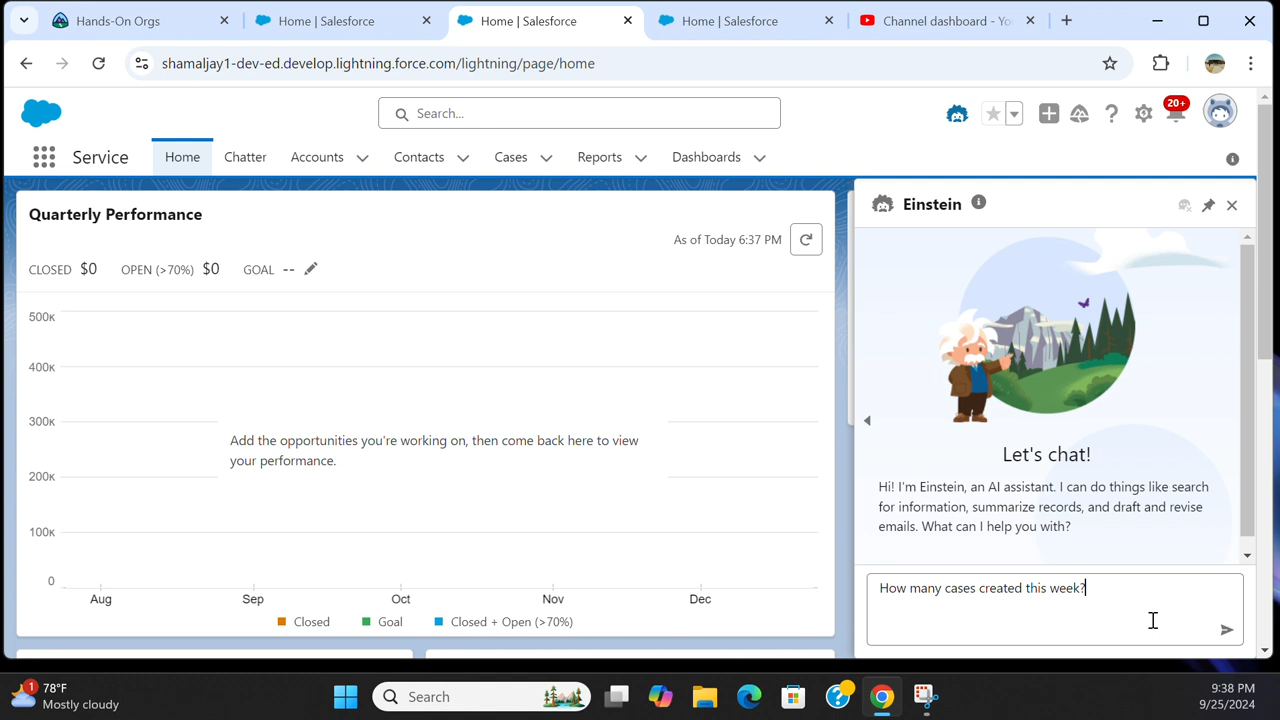 Hands-On Orgs
Home | Salesforce
Home | Salesforce
Home | Salesforce
Channel dashboard - Yo
shamaljay1-dev-ed.develop.lightning.force.com/lightning/page/home
Search...
20+
Service
Home
Chatter
Accounts
Contacts
Cases
Reports
Dashboards
Quarterly Performance
As of Today 6:37 PM
CLOSED $0 OPEN (>70%) $0 GOAL --
500K
400K
300K
200K
100K
0
Add the opportunities you're working on, then come back here to view
your performance.
Aug Sep Oct Nov Dec
Closed Goal Closed + Open (>70%)
Einstein
Let's chat!
Hi! I'm Einstein, an AI assistant. I can do things like search
for information, summarize records, and draft and revise
emails. What can I help you with?
How many cases created this week?
1
78°F
Mostly cloudy
Search
9:38 PM
9/25/2024